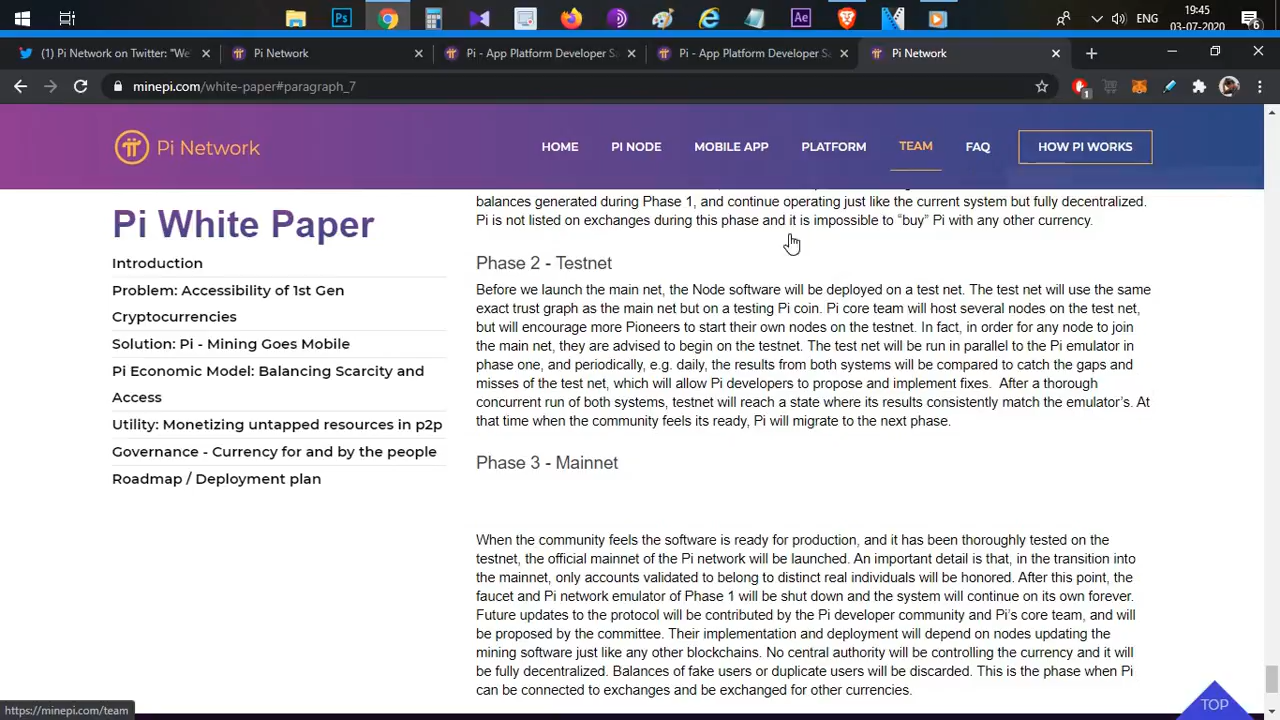 Ps
Ae
ENG
19:45
03-07-2020
6
(1) Pi Network on Twitter: "We
Pi Network
Pi - App Platform Developer S
Pi - App Platform Developer S
Pi Network
minepi.com/white-paper#paragraph_7
1
Pi Network
HOME
PI NODE
MOBILE APP
PLATFORM
TEAM
FAQ
HOW PI WORKS
Pi White Paper
Introduction
Problem: Accessibility of 1st Gen
Cryptocurrencies
Solution: Pi - Mining Goes Mobile
Pi Economic Model: Balancing Scarcity and
Access
Utility: Monetizing untapped resources in p2p
Governance - Currency for and by the people
Roadmap / Deployment plan
balances generated during Phase 1, and continue operating just like the current system but fully decentralized.
Pi is not listed on exchanges during this phase and it is impossible to “buy” Pi with any other currency.
Phase 2 - Testnet
Before we launch the main net, the Node software will be deployed on a test net. The test net will use the same
exact trust graph as the main net but on a testing Pi coin. Pi core team will host several nodes on the test net,
but will encourage more Pioneers to start their own nodes on the testnet. In fact, in order for any node to join
the main net, they are advised to begin on the testnet. The test net will be run in parallel to the Pi emulator in
phase one, and periodically, e.g. daily, the results from both systems will be compared to catch the gaps and
misses of the test net, which will allow Pi developers to propose and implement fixes. After a thorough
concurrent run of both systems, testnet will reach a state where its results consistently match the emulator’s. At
that time when the community feels its ready, Pi will migrate to the next phase.
Phase 3 - Mainnet
When the community feels the software is ready for production, and it has been thoroughly tested on the
testnet, the official mainnet of the Pi network will be launched. An important detail is that, in the transition into
the mainnet, only accounts validated to belong to distinct real individuals will be honored. After this point, the
faucet and Pi network emulator of Phase 1 will be shut down and the system will continue on its own forever.
Future updates to the protocol will be contributed by the Pi developer community and Pi’s core team, and will
be proposed by the committee. Their implementation and deployment will depend on nodes updating the
mining software just like any other blockchains. No central authority will be controlling the currency and it will
be fully decentralized. Balances of fake users or duplicate users will be discarded. This is the phase when Pi
can be connected to exchanges and be exchanged for other currencies.
https://minepi.com/team
TOP